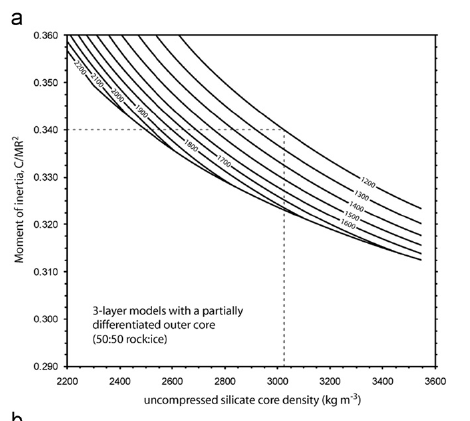 a
0.360
0.350
0.340
0.330
0.320
0.310
0.300
0.290
Moment of inertia, C/MR²
2200
2100
2000
1900
1800
1700
1200
1300
1400
1500
1600
3-layer models with a partially
differentiated outer core
(50:50 rock:ice)
2200 2400 2600 2800 3000 3200 3400 3600
uncompressed silicate core density (kg m⁻³)